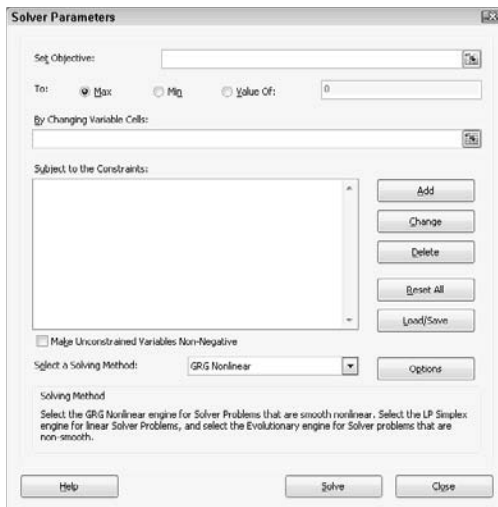 Solver Parameters
Set Objective:
To: Max Min Value Of: 0
By Changing Variable Cells:
Subject to the Constraints:
Add
Change
Delete
Reset All
Load/Save
Make Unconstrained Variables Non-Negative
Select a Solving Method: GRG Nonlinear Options
Solving Method
Select the GRG Nonlinear engine for Solver Problems that are smooth nonlinear. Select the LP Simplex
engine for linear Solver Problems, and select the Evolutionary engine for Solver problems that are
non-smooth.
Help Solve Close